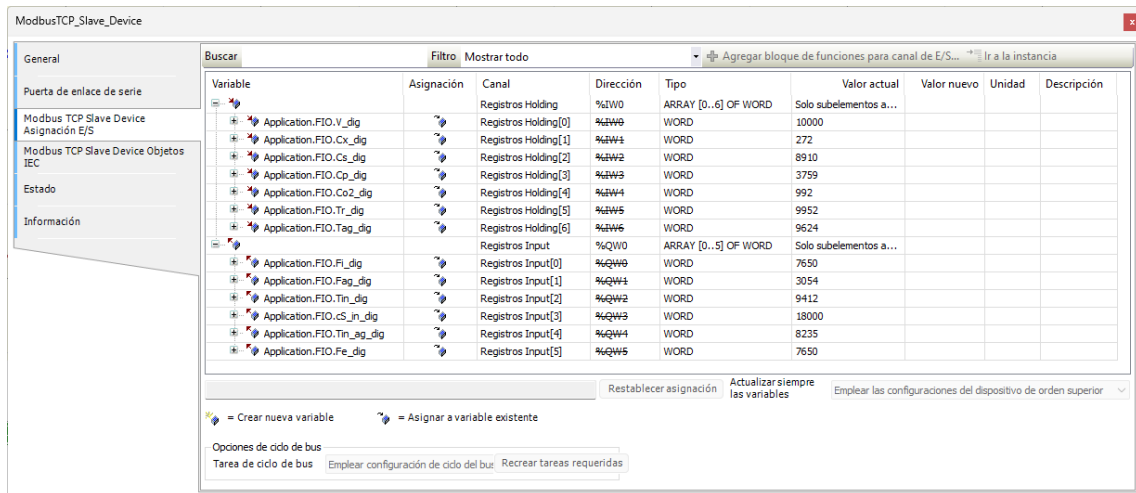 ModbusTCP_Slave_Device
x
General
Puerta de enlace de serie
Modbus TCP Slave Device
Asignación E/S
Modbus TCP Slave Device Objetos
IEC
Estado
Información
Buscar Filtro Mostrar todo Agregar bloque de funciones para canal de E/S... Ir a la instancia
Variable Asignación Canal Dirección Tipo Valor actual Valor nuevo Unidad Descripción
Registros Holding %IW0 ARRAY [0..6] OF WORD Solo subelementos a...
Application.FIO.V_dig Registros Holding[0] %IW0 WORD 10000
Application.FIO.Cx_dig Registros Holding[1] %IW1 WORD 272
Application.FIO.Cs_dig Registros Holding[2] %IW2 WORD 8910
Application.FIO.Cp_dig Registros Holding[3] %IW3 WORD 3759
Application.FIO.Co2_dig Registros Holding[4] %IW4 WORD 992
Application.FIO.Tr_dig Registros Holding[5] %IW5 WORD 9952
Application.FIO.Tag_dig Registros Holding[6] %IW6 WORD 9624
Registros Input %QW0 ARRAY [0..5] OF WORD Solo subelementos a...
Application.FIO.Fi_dig Registros Input[0] %QW0 WORD 7650
Application.FIO.Fag_dig Registros Input[1] %QW1 WORD 3054
Application.FIO.Tin_dig Registros Input[2] %QW2 WORD 9412
Application.FIO.cS_in_dig Registros Input[3] %QW3 WORD 18000
Application.FIO.Tin_ag_dig Registros Input[4] %QW4 WORD 8235
Application.FIO.Fe_dig Registros Input[5] %QW5 WORD 7650
Restablecer asignación Actualizar siempre
las variables Emplear las configuraciones del dispositivo de orden superior
= Crear nueva variable = Asignar a variable existente
Opciones de ciclo de bus
Tarea de ciclo de bus Emplear configuración de ciclo del bus Recrear tareas requeridas